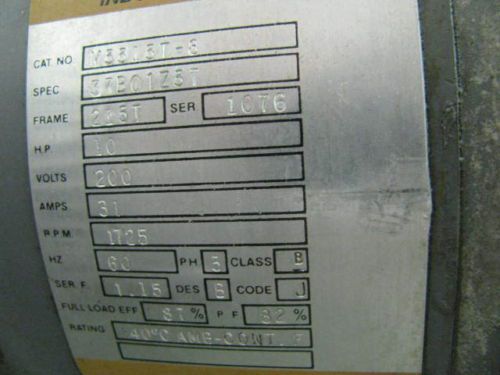 CAT. NO M3313T-8
SPEC 37B01Z5T
FRAME 215T SER 1076
H.P. 10
VOLTS 200
AMPS 31
R.P.M 1725
HZ 60 PH 3 CLASS B
SER F. 1.15 DES B CODE J
FULL LOAD EFF 87% P F 82%
RATING 40°C AMB-CONT.